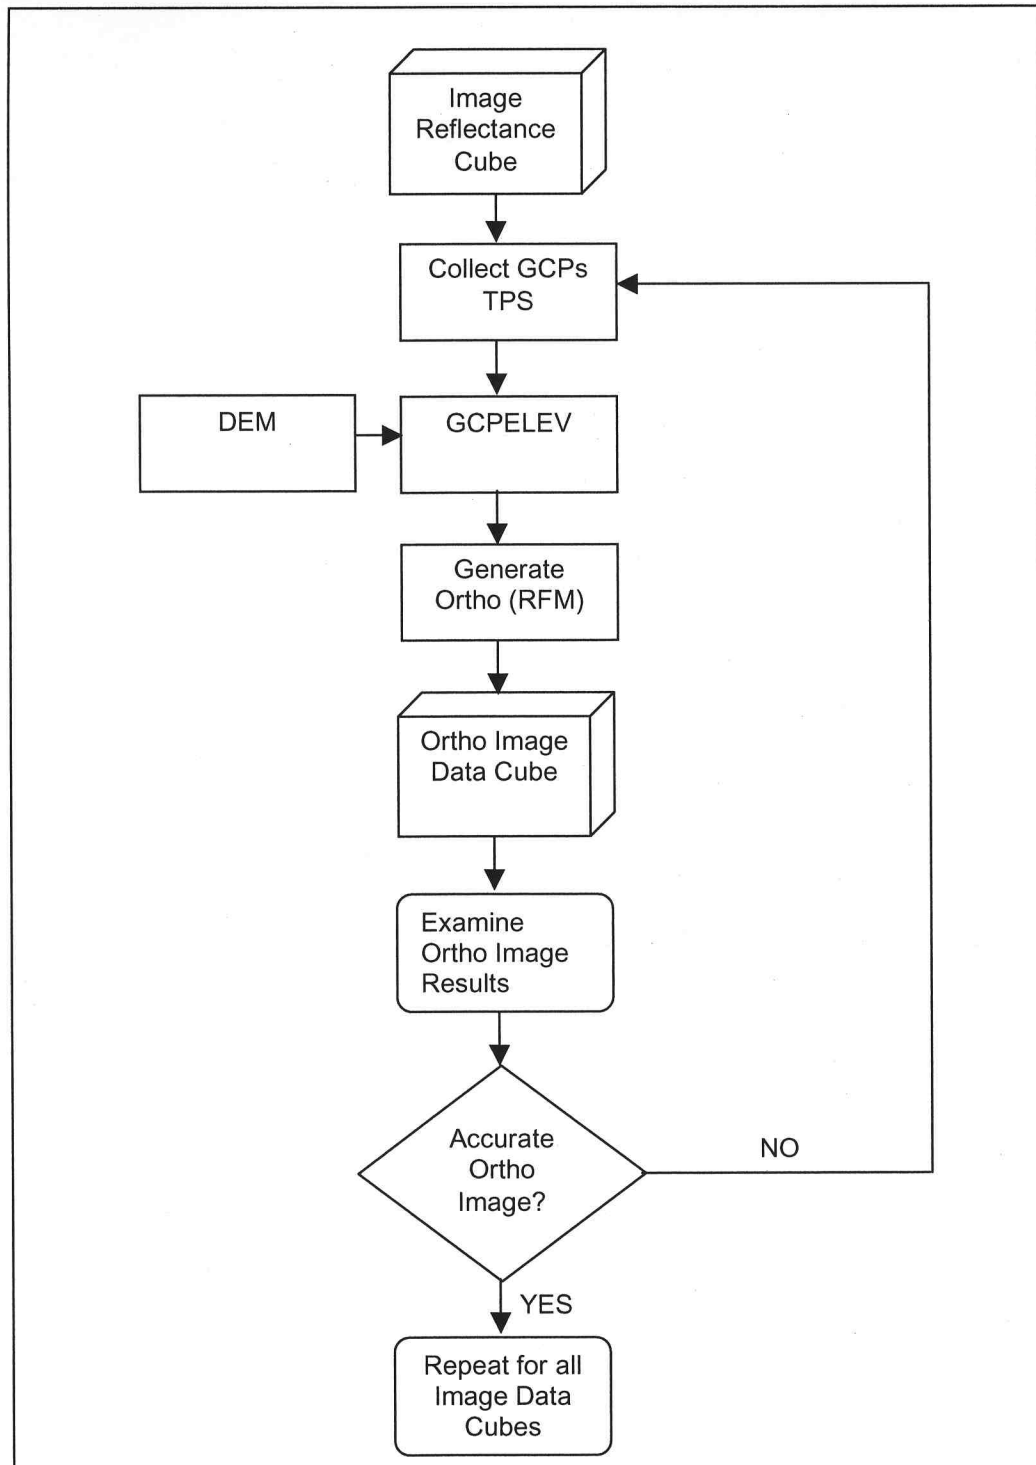 Image
Reflectance
Cube
Collect GCPs
TPS
DEM
GCPELEV
Generate
Ortho (RFM)
Ortho Image
Data Cube
Examine
Ortho Image
Results
Accurate
Ortho
Image?
NO
YES
Repeat for all
Image Data
Cubes